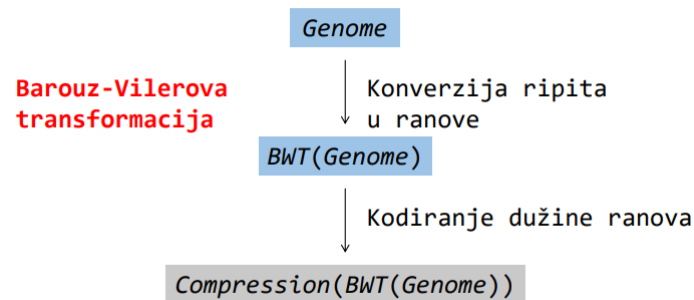 Genome
Barouz-Vilerova
transformacija
Konverzija ripita
u ranove
BWT(Genome)
Kodiranje dužine ranova
Compression(BWT(Genome))